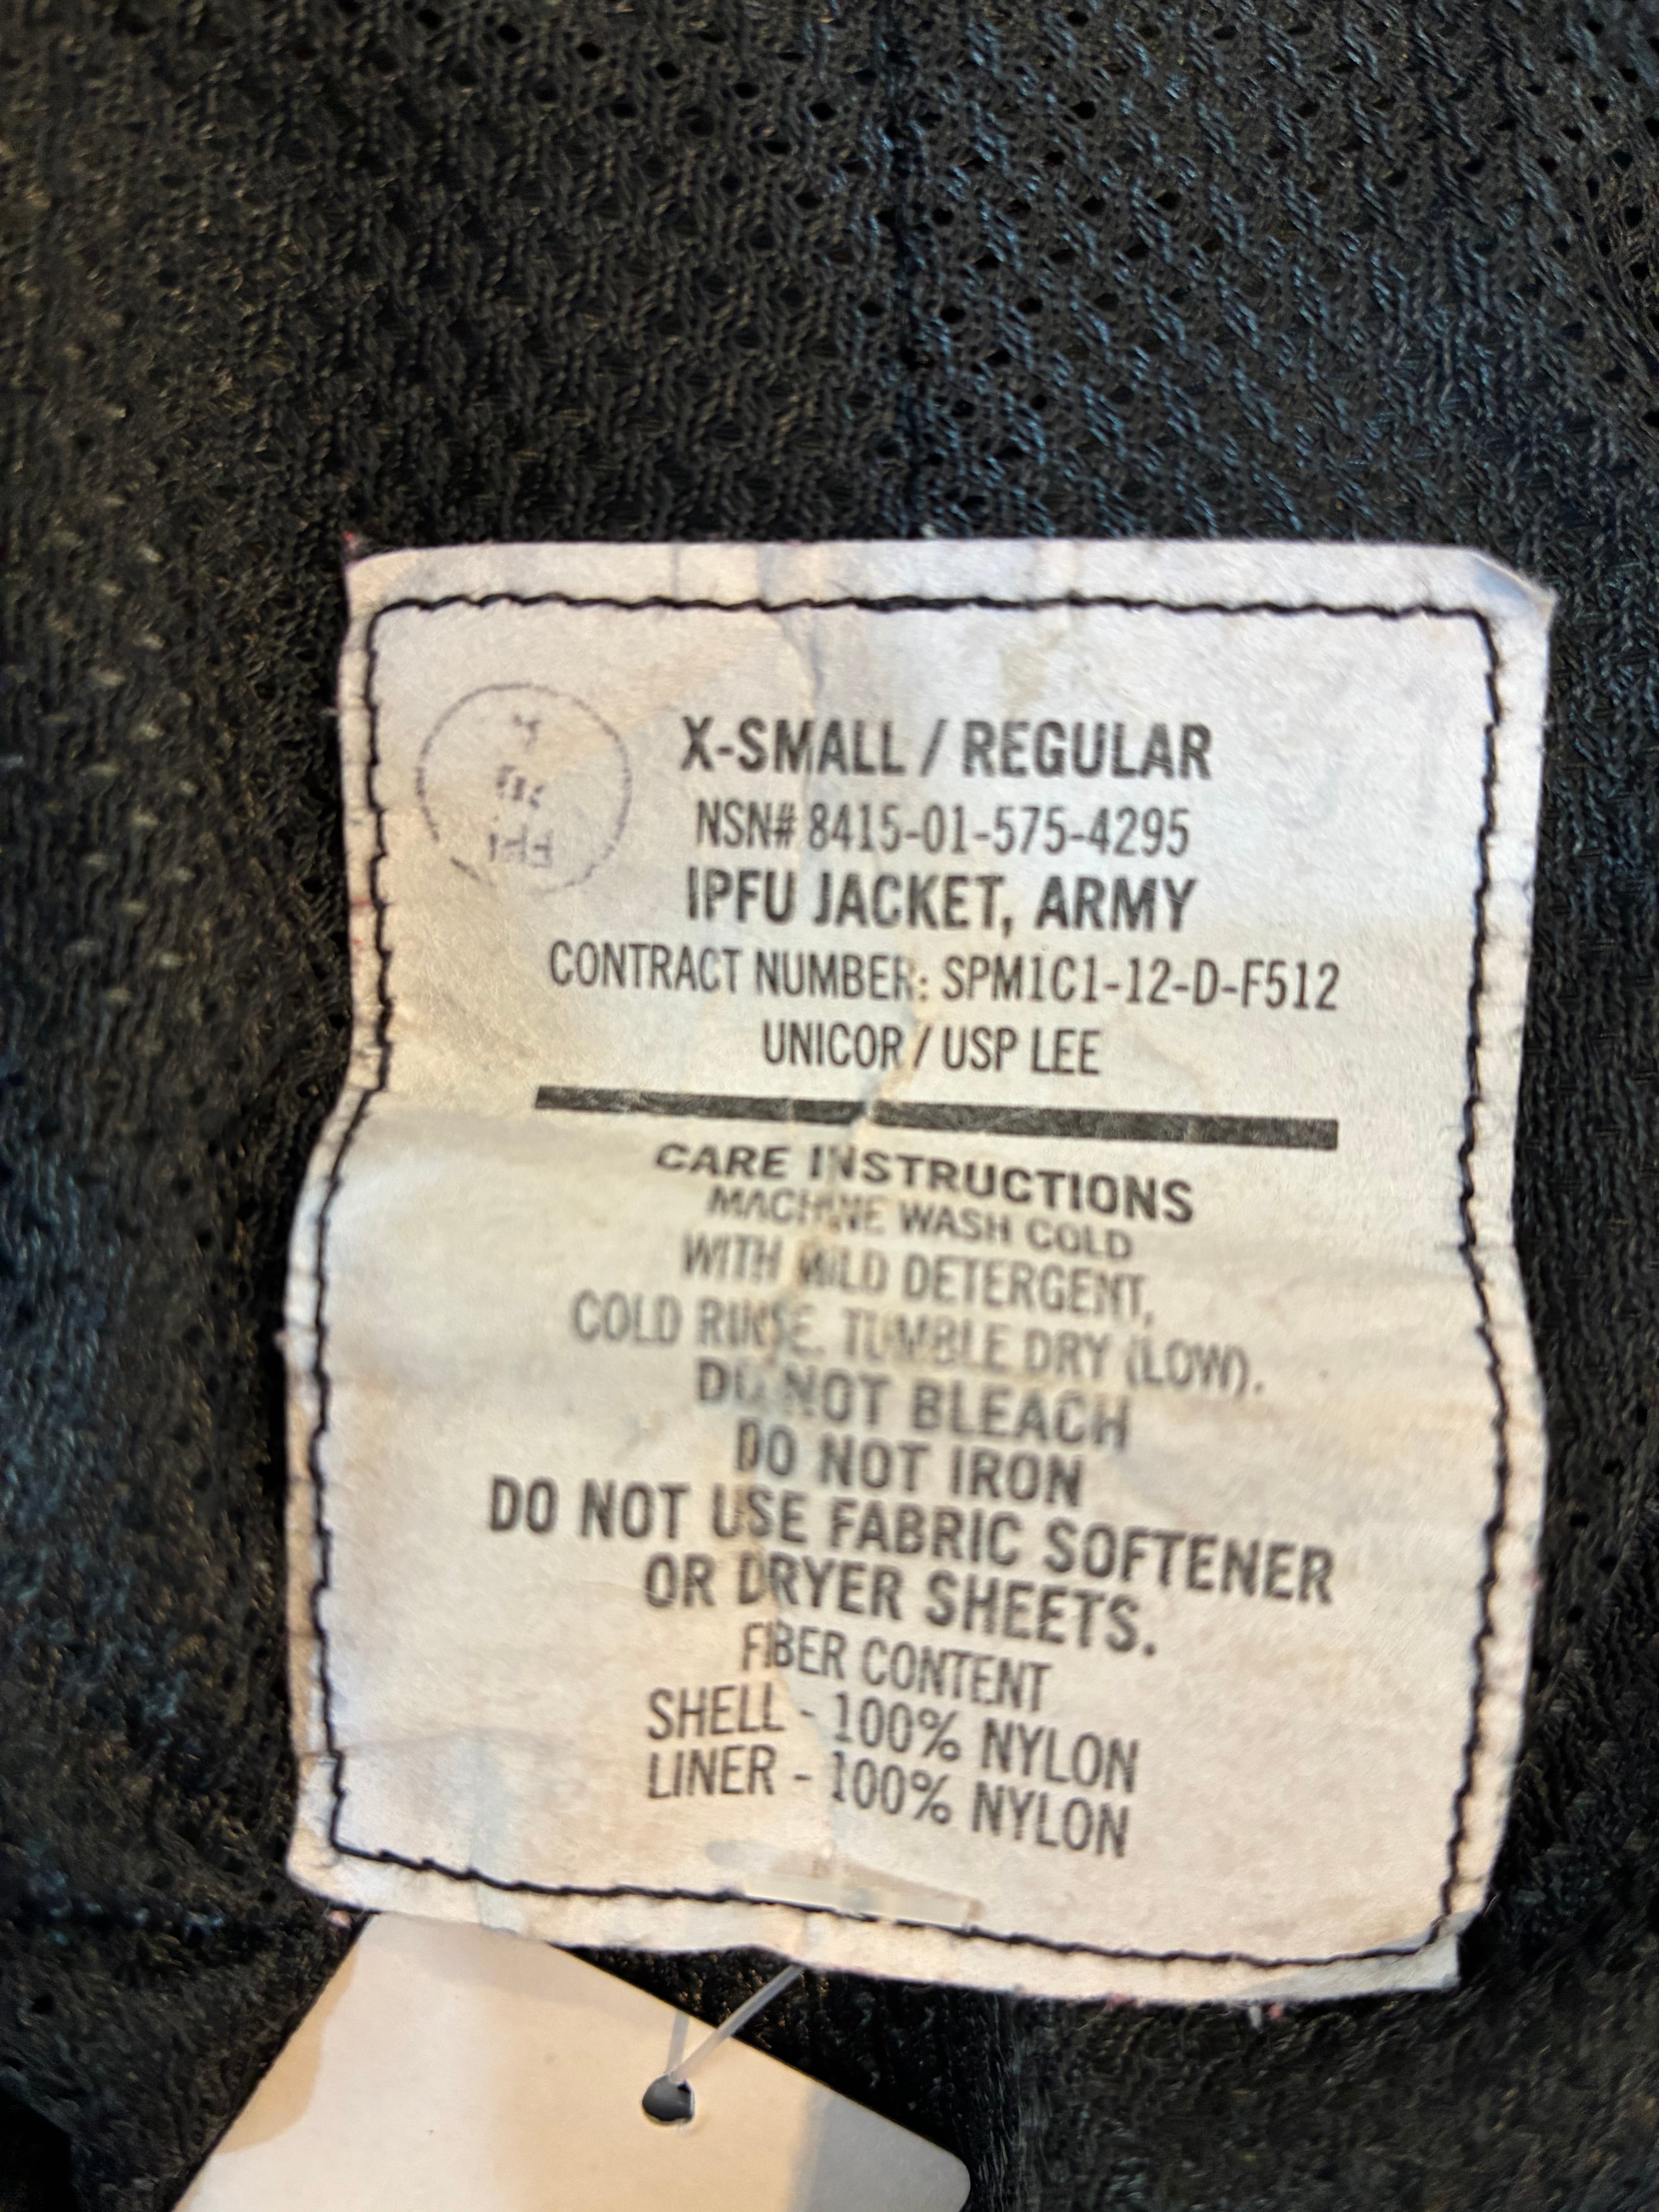 X-SMALL / REGULAR
NSN# 8415-01-575-4295
IPFU JACKET, ARMY
CONTRACT NUMBER: SPM1C1-12-D-F512
UNICOR / USP LEE
CARE INSTRUCTIONS
MACHINE WASH COLD
WITH MILD DETERGENT,
COLD RINSE. TUMBLE DRY (LOW).
DO NOT BLEACH
DO NOT IRON
DO NOT USE FABRIC SOFTENER
OR DRYER SHEETS.
FIBER CONTENT
SHELL - 100% NYLON
LINER - 100% NYLON